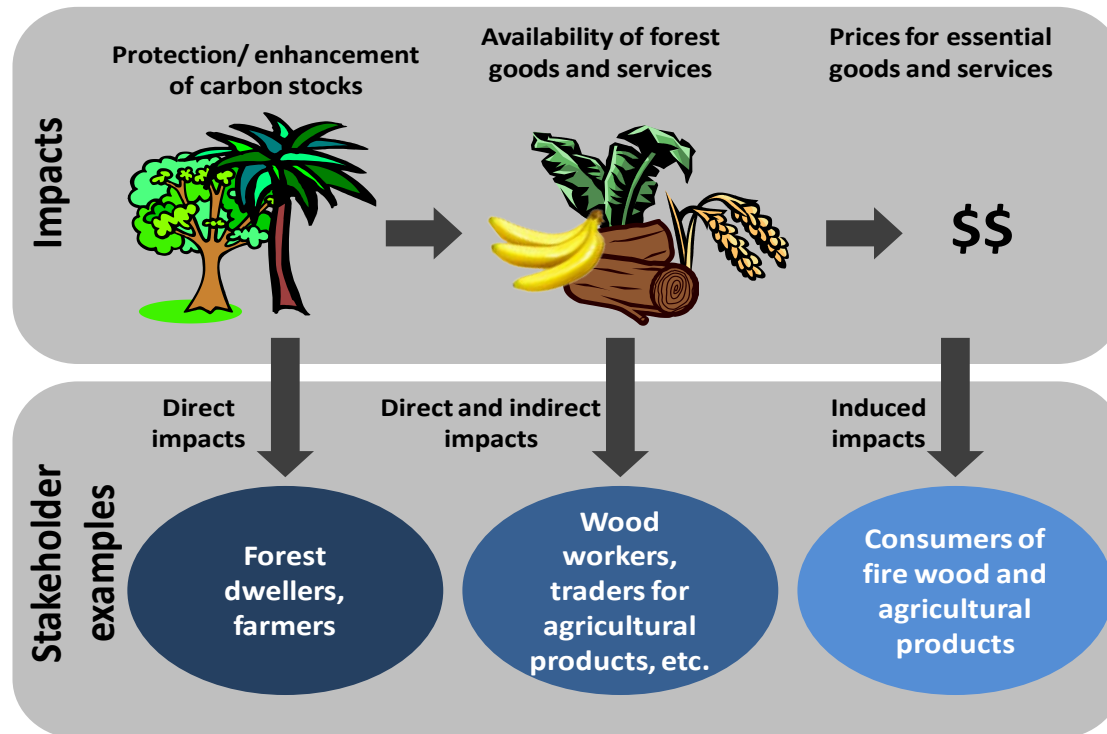 Impacts
Protection/ enhancement
of carbon stocks
Availability of forest
goods and services
Prices for essential
goods and services
$$
Stakeholder
examples
Direct
impacts
Direct and indirect
impacts
Induced
impacts
Forest
dwellers,
farmers
Wood
workers,
traders for
agricultural
products, etc.
Consumers of
fire wood and
agricultural
products